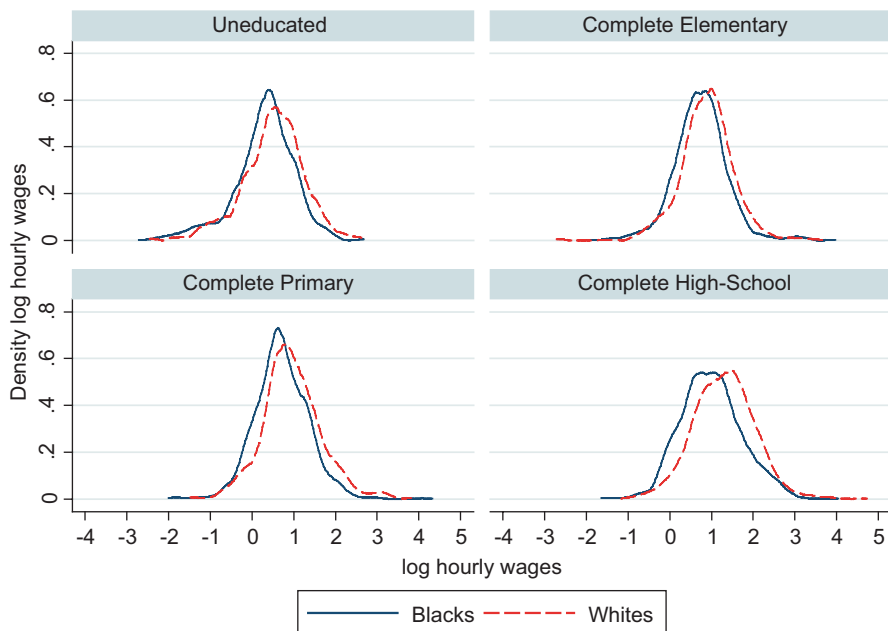 Uneducated
Complete Elementary
0 .2 .4 .6 .8
Complete Primary
Complete High-School
0 .2 .4 .6 .8
Density log hourly wages
-4 -3 -2 -1 0 1 2 3 4 5
-4 -3 -2 -1 0 1 2 3 4 5
log hourly wages
Blacks
Whites